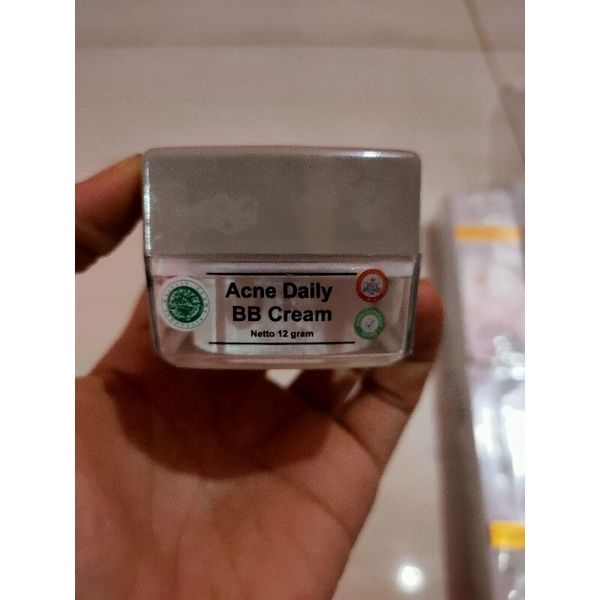 Acne Daily
BB Cream
Netto 12 gram